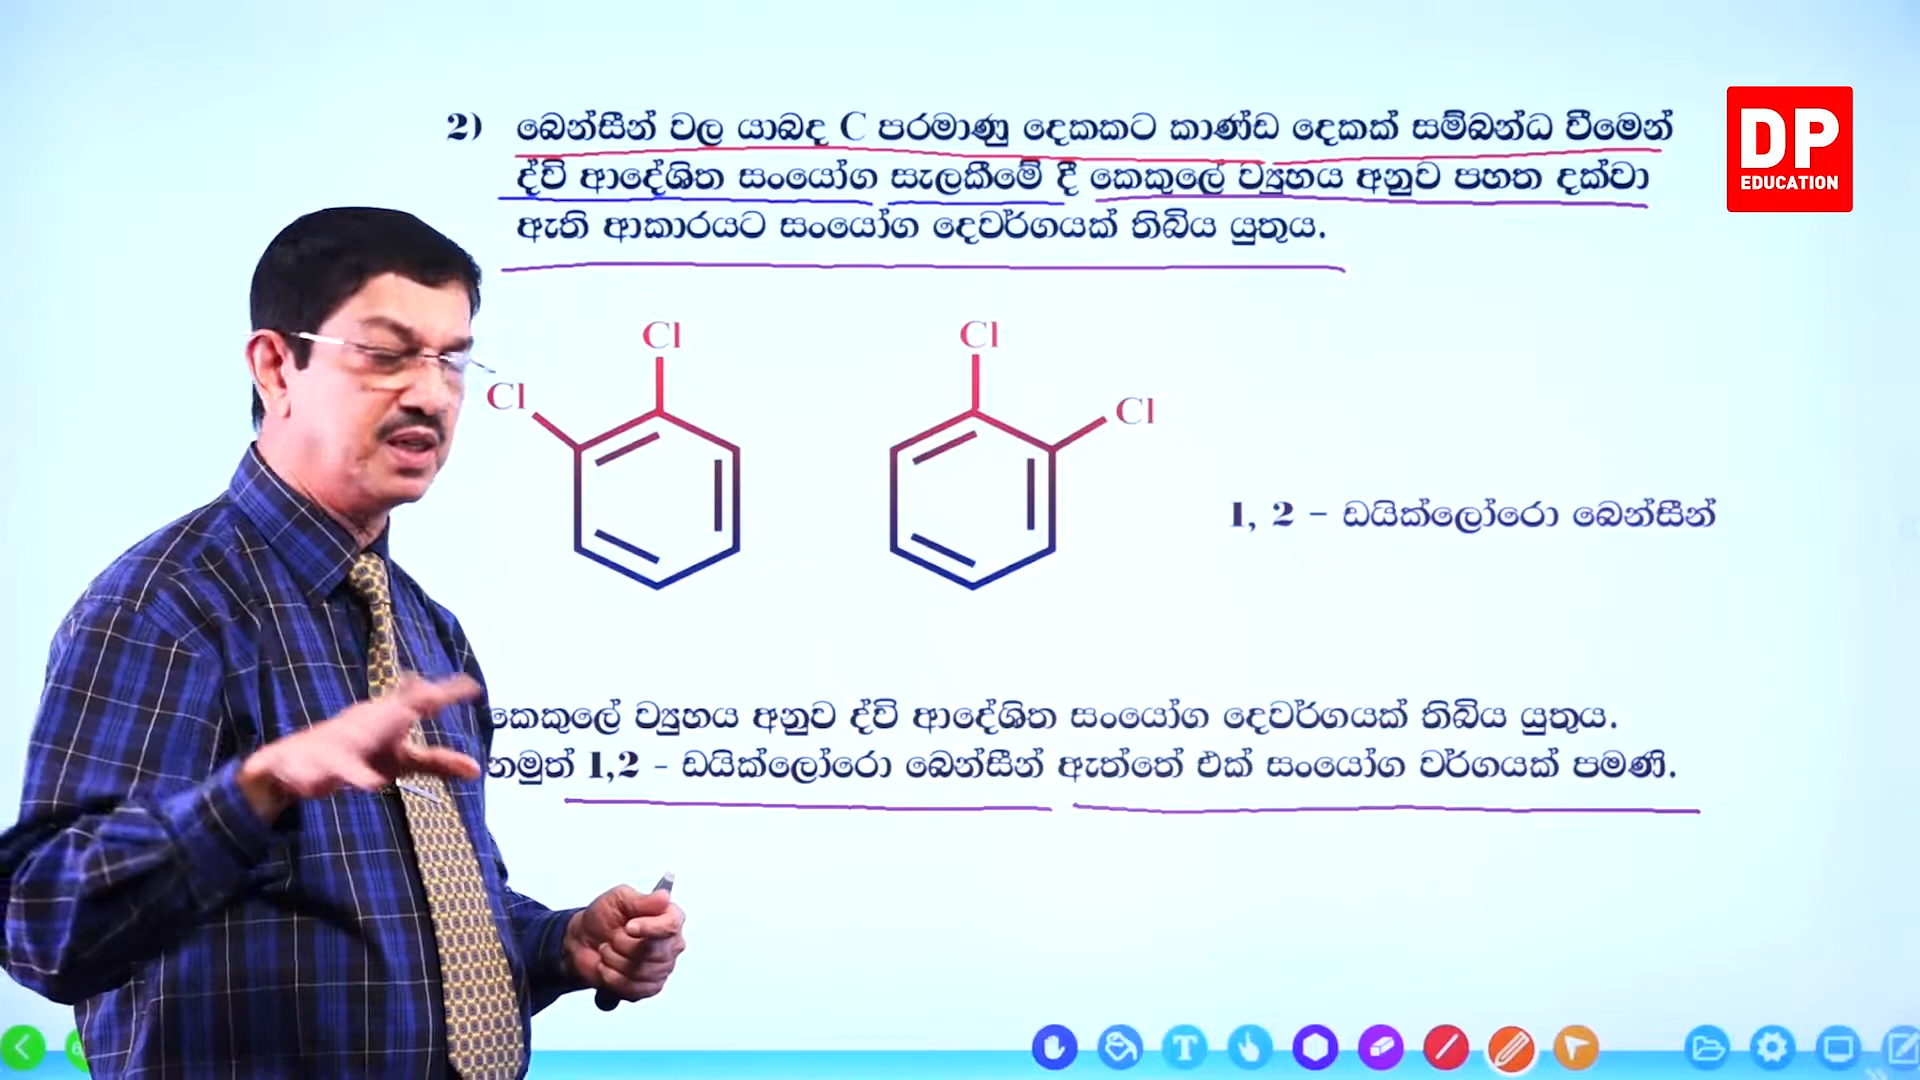 2) බෙන්සීන් වල යාබද C පරමාණු දෙකකට කාණ්ඩ දෙකක් සම්බන්ධ වීමෙන්
ද්වි ආදේශිත සංයෝග සැලකීමේ දී කෙකුලේ ව්‍යුහය අනුව පහත දක්වා
ඇති ආකාරයට සංයෝග දෙවර්ගයක් තිබිය යුතුය.
DP
EDUCATION
Cl
Cl
Cl
Cl
1, 2 – ඩයික්ලෝරො බෙන්සීන්
කෙකුලේ ව්‍යුහය අනුව ද්වි ආදේශිත සංයෝග දෙවර්ගයක් තිබිය යුතුය.
නමුත් 1,2 - ඩයික්ලෝරො බෙන්සීන් ඇත්තේ එක් සංයෝග වර්ගයක් පමණි.
T